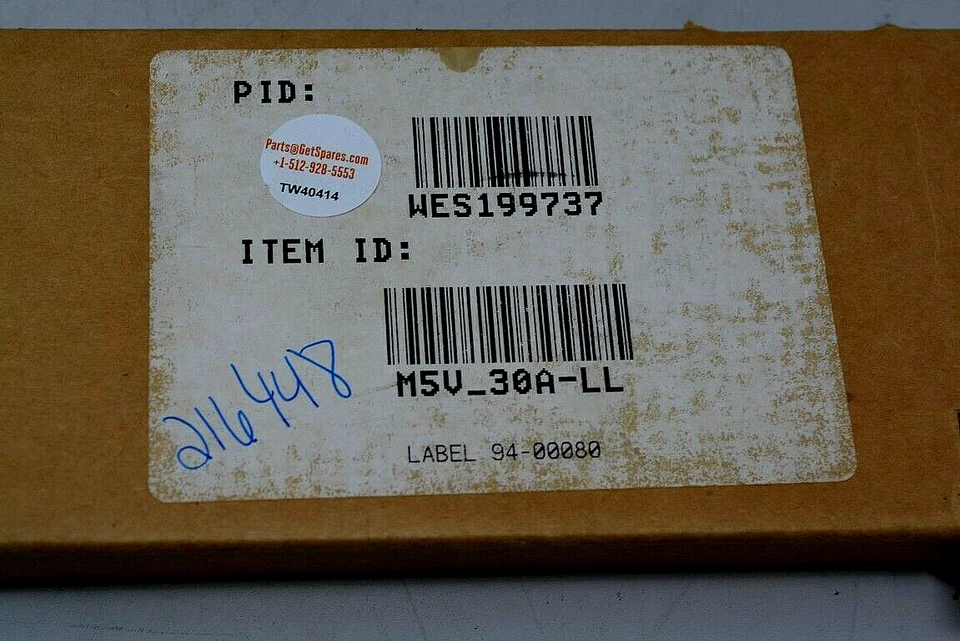 PID:
Parts@GetSpares.com
+1-512-928-5553
TW40414
WES199737
ITEM ID:
M5V_30A-LL
216448
LABEL 94-00080